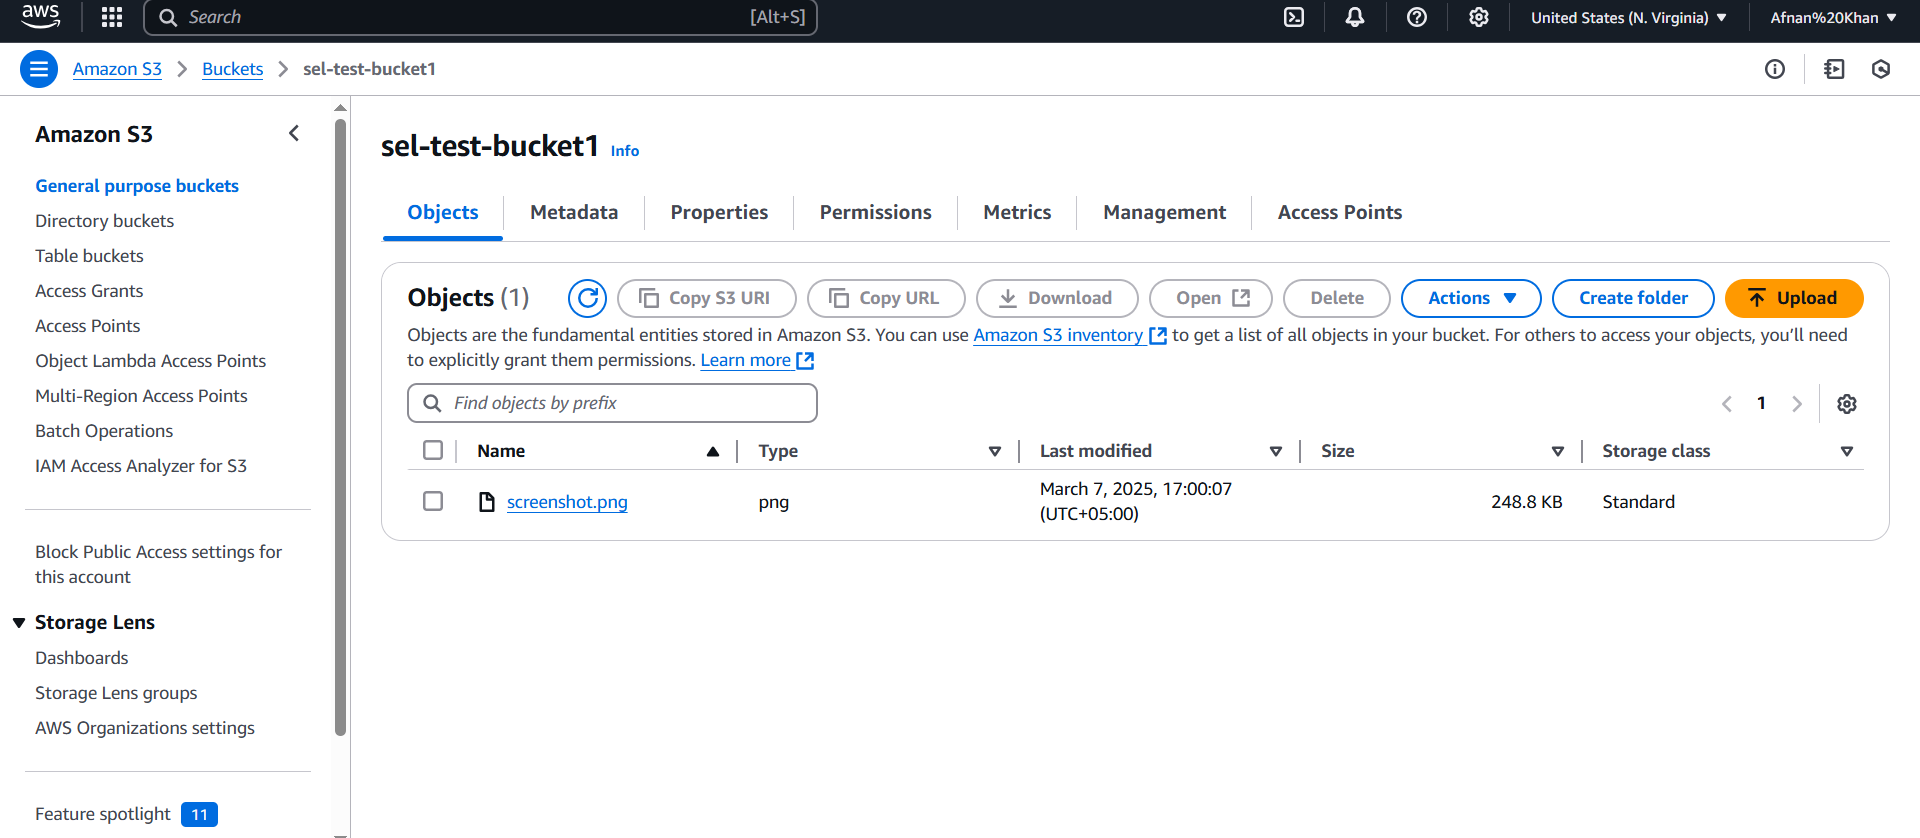 aws
Search [Alt+S]
United States (N. Virginia)
Afnan%20Khan
Amazon S3 > Buckets > sel-test-bucket1
Amazon S3
General purpose buckets
Directory buckets
Table buckets
Access Grants
Access Points
Object Lambda Access Points
Multi-Region Access Points
Batch Operations
IAM Access Analyzer for S3
Block Public Access settings for
this account
Storage Lens
Dashboards
Storage Lens groups
AWS Organizations settings
Feature spotlight 11
sel-test-bucket1 Info
Objects Metadata Properties Permissions Metrics Management Access Points
Objects (1) Copy S3 URI Copy URL Download Open Delete Actions Create folder Upload
Objects are the fundamental entities stored in Amazon S3. You can use Amazon S3 inventory to get a list of all objects in your bucket. For others to access your objects, you’ll need
to explicitly grant them permissions. Learn more
Find objects by prefix
1
Name Type Last modified Size Storage class
screenshot.png png March 7, 2025, 17:00:07 248.8 KB Standard
(UTC+05:00)